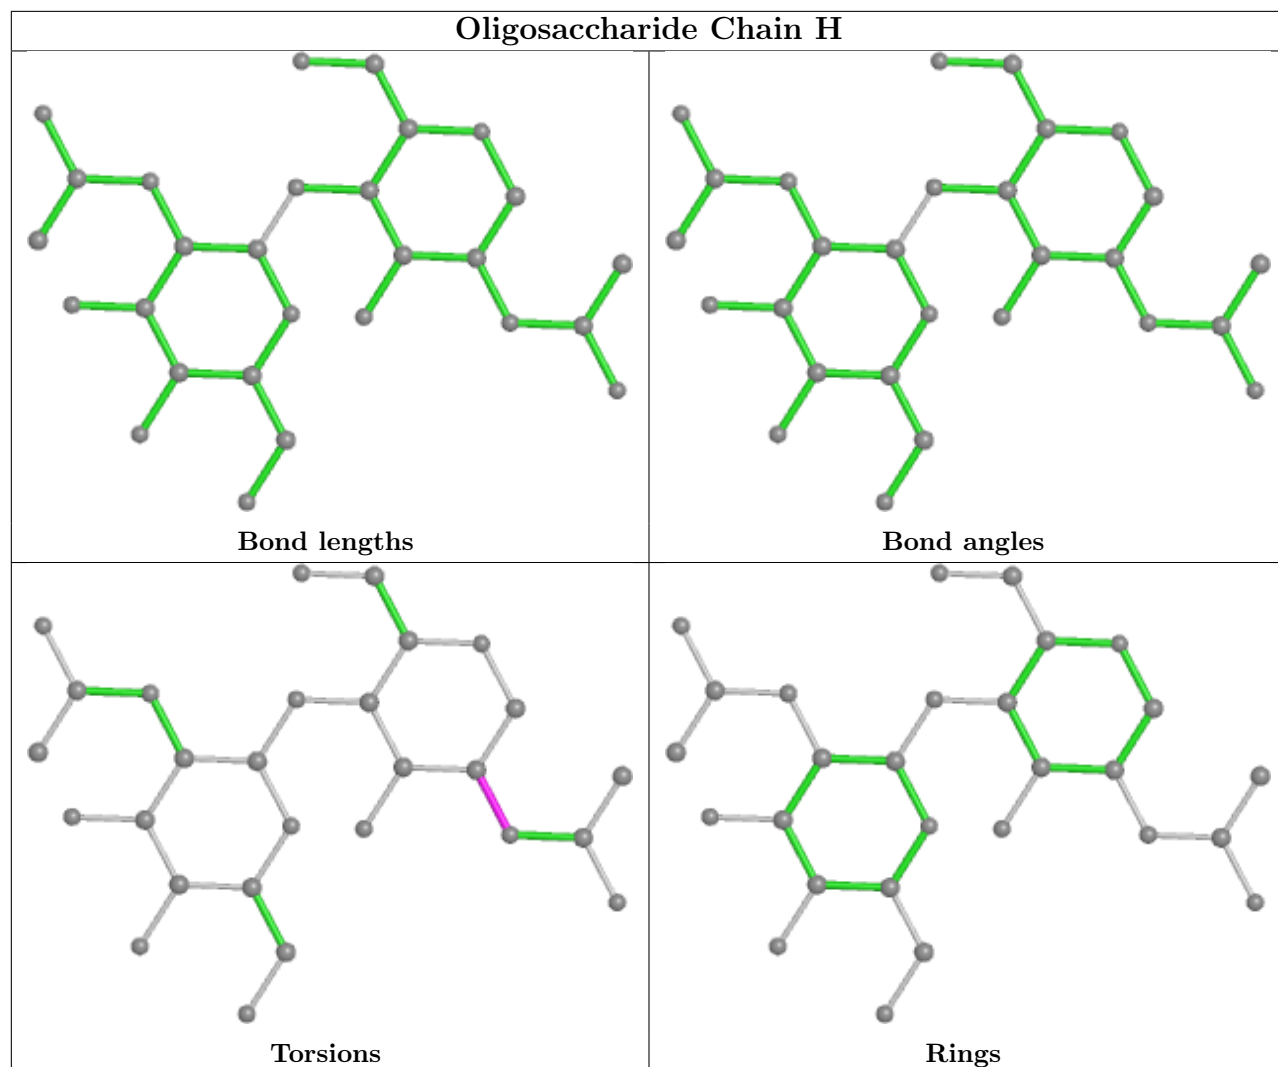 Oligosaccharide Chain H
Bond lengths
Bond angles
Torsions
Rings